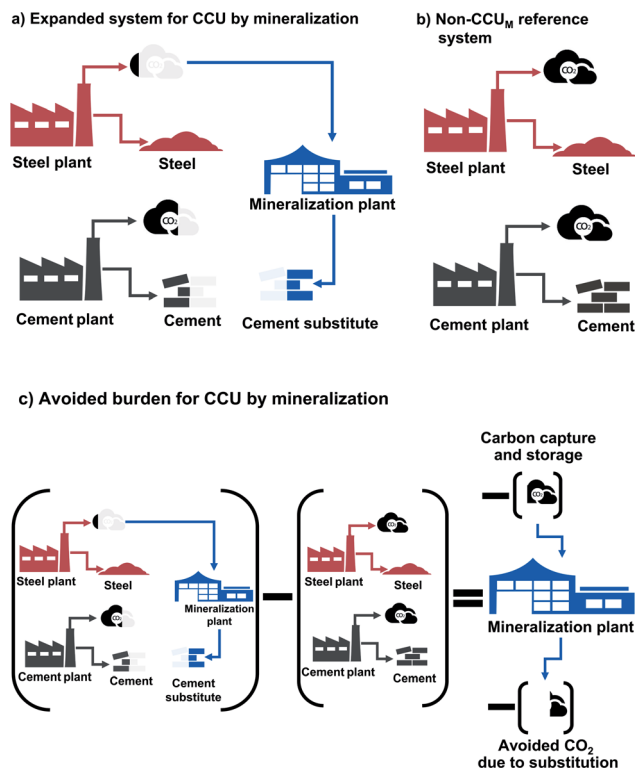 a) Expanded system for CCU by mineralization
CO2
Steel plant
Steel
Mineralization plant
CO2
Cement plant
Cement
Cement substitute
b) Non-CCUM reference
system
CO2
Steel plant
Steel
CO2
Cement plant
Cement
c) Avoided burden for CCU by mineralization
CO2
Steel plant
Steel
Mineralization
plant
CO2
Cement plant
Cement
Cement
substitute
CO2
Steel plant
Steel
CO2
Cement plant
Cement
Carbon capture
and storage
CO2
Mineralization plant
Avoided CO2
due to substitution